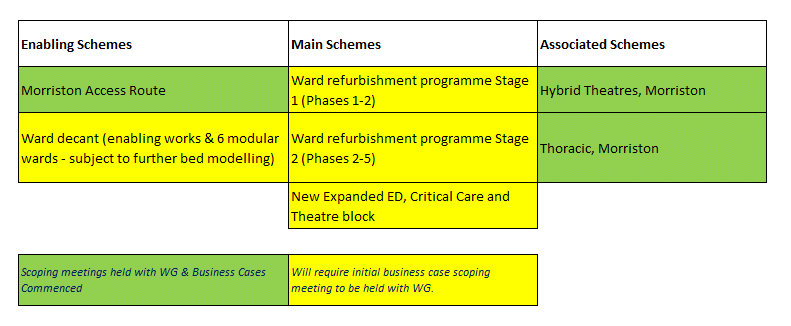 Enabling Schemes
Main Schemes
Associated Schemes
Morriston Access Route
Ward refurbishment programme Stage
1 (Phases 1-2)
Hybrid Theatres, Morriston
Ward decant (enabling works & 6 modular
wards - subject to further bed modelling)
Ward refurbishment programme Stage
2 (Phases 2-5)
Thoracic, Morriston
New Expanded ED, Critical Care and
Theatre block
Scoping meetings held with WG & Business Cases
Commenced
Will require initial business case scoping
meeting to be held with WG.